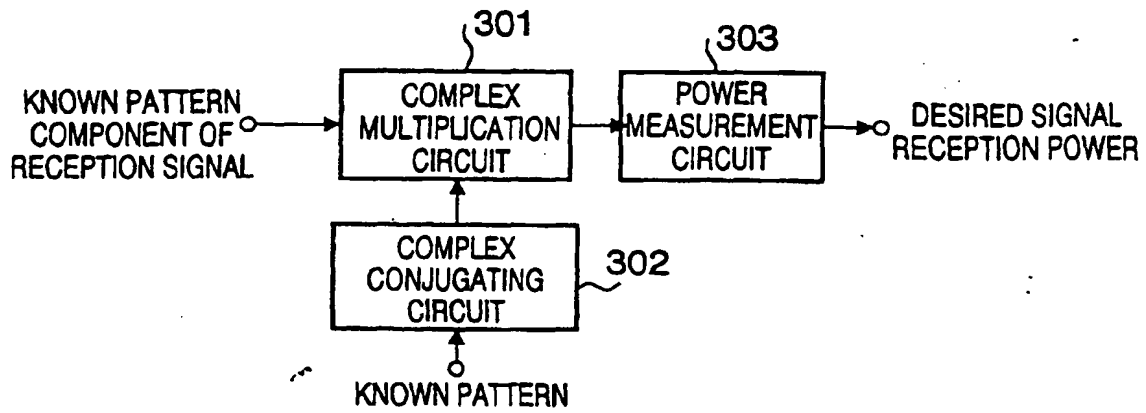 301
303
KNOWN PATTERN
COMPONENT OF
RECEPTION SIGNAL
COMPLEX
MULTIPLICATION
CIRCUIT
POWER
MEASUREMENT
CIRCUIT
DESIRED SIGNAL
RECEPTION POWER
COMPLEX
CONJUGATING
CIRCUIT
302
KNOWN PATTERN